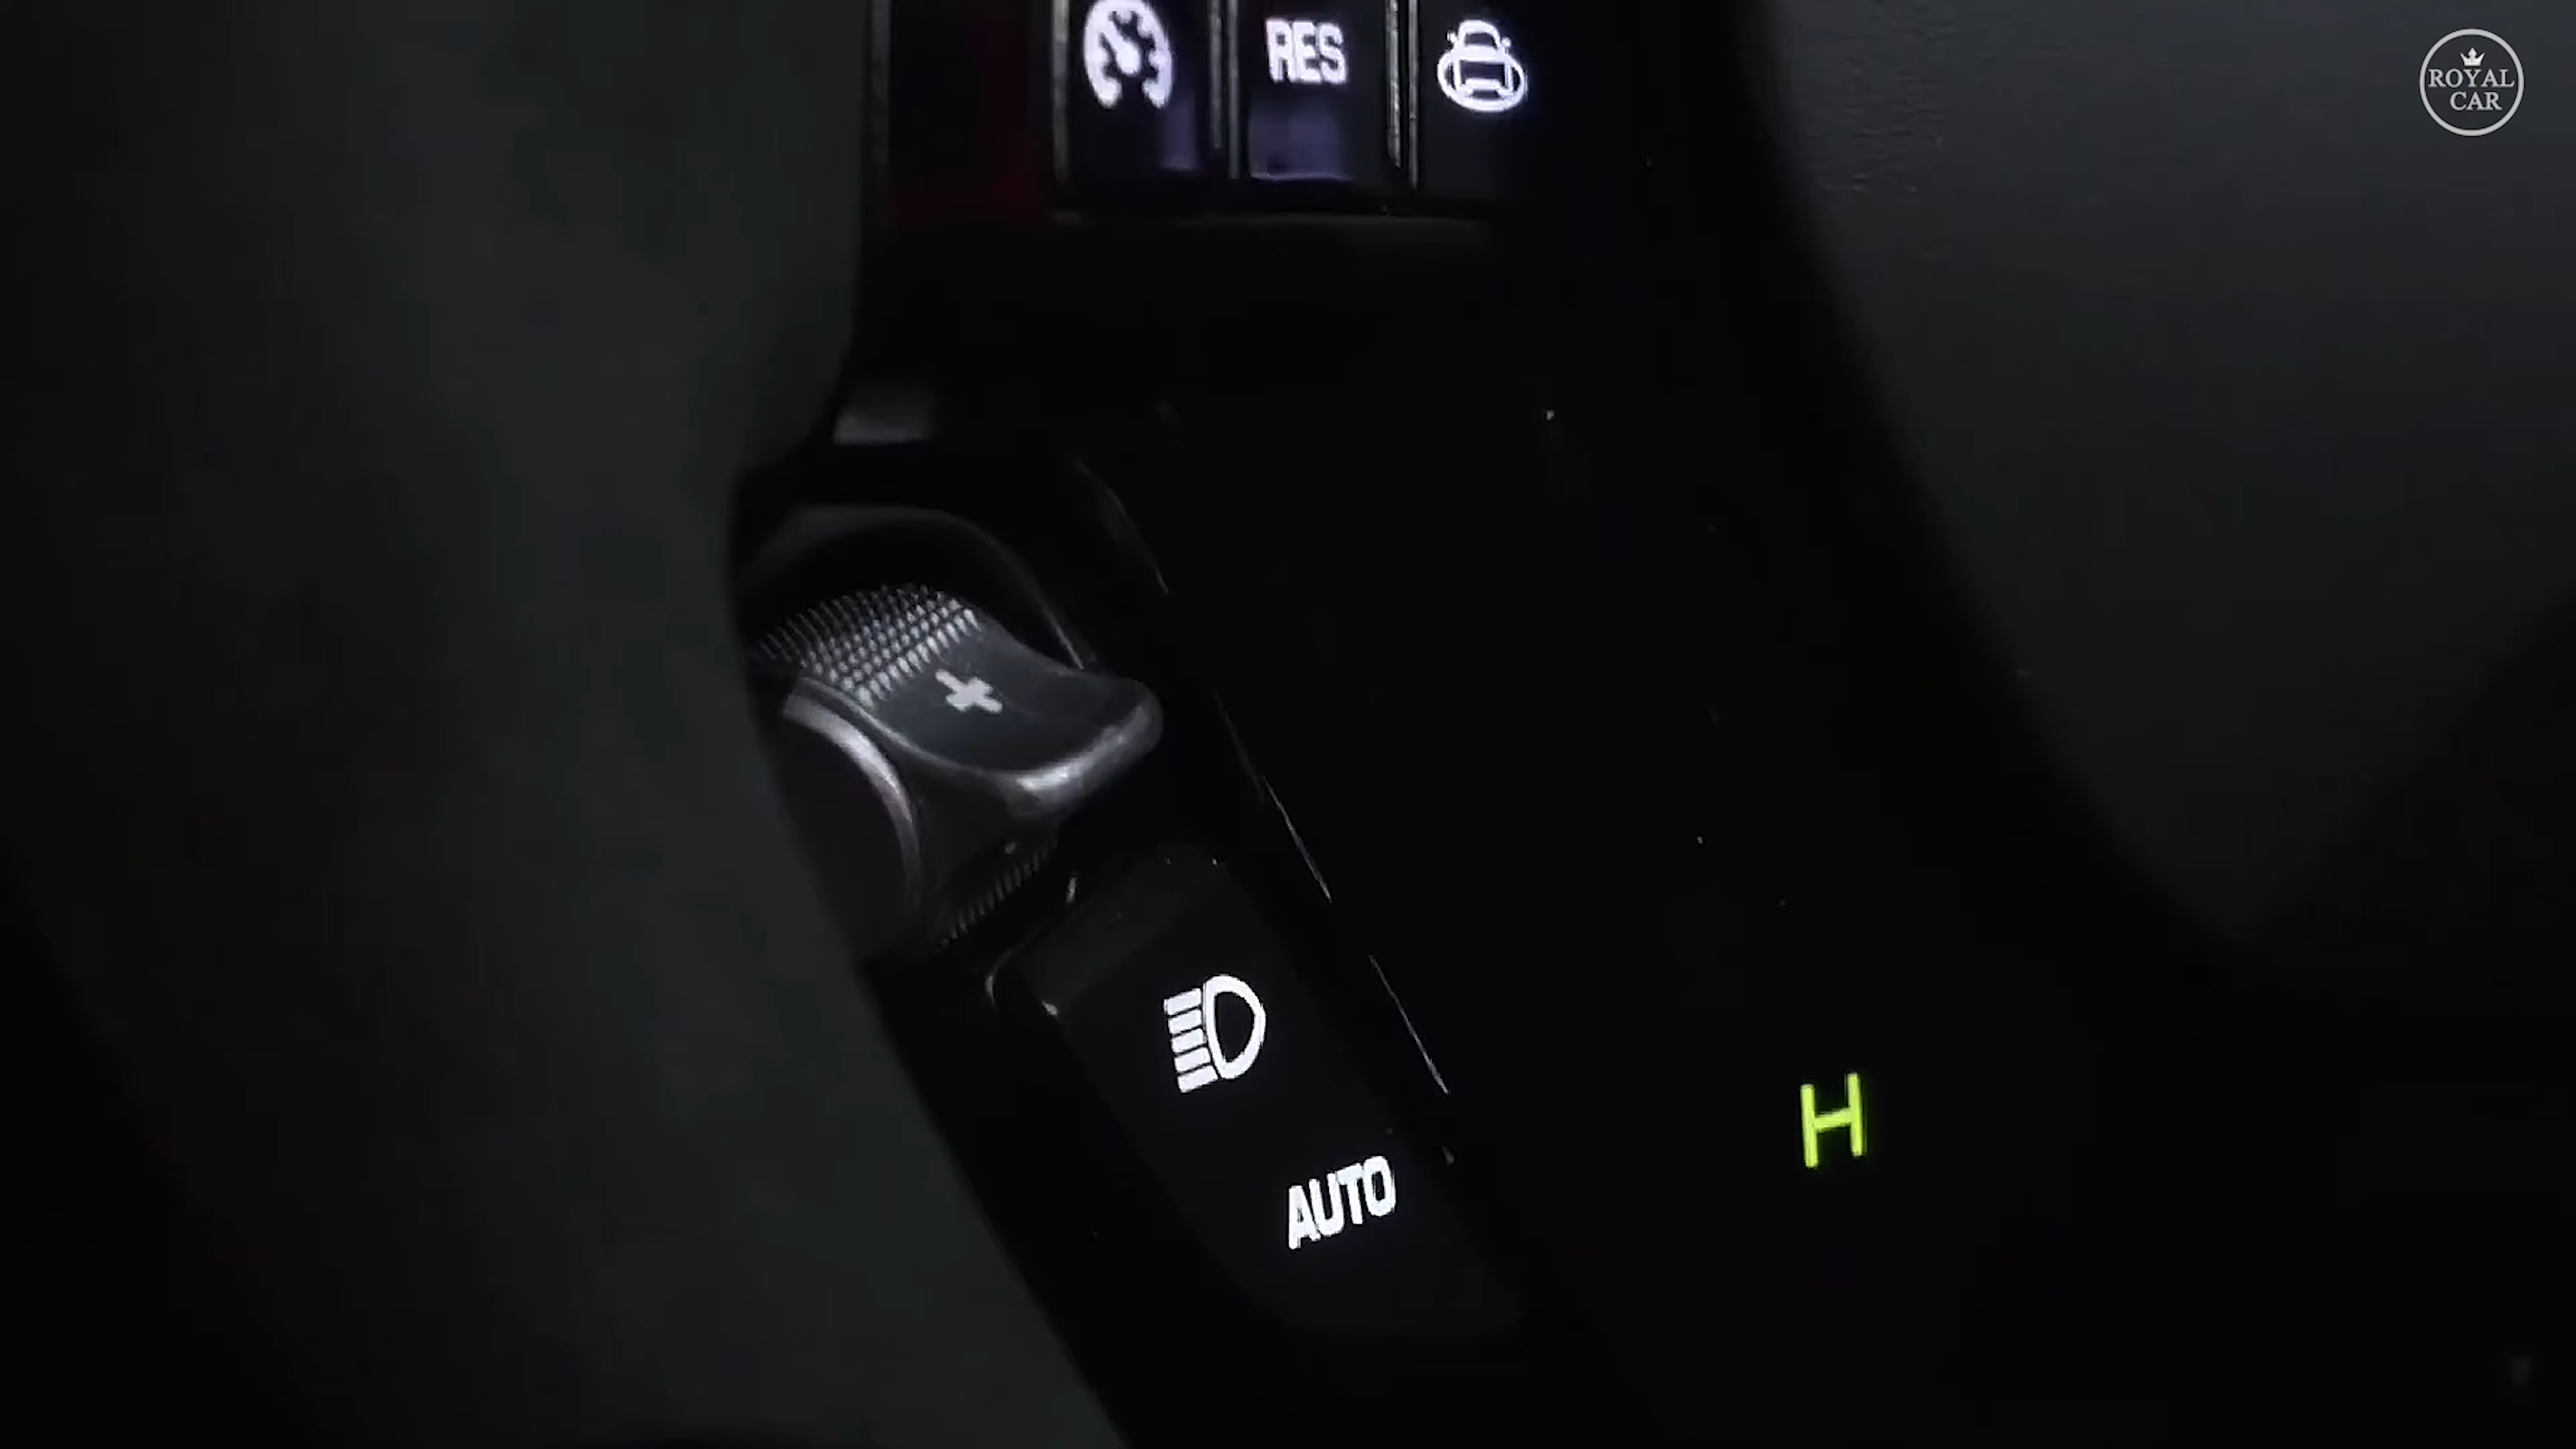 RES
ROYAL
CAR
+
AUTO
H